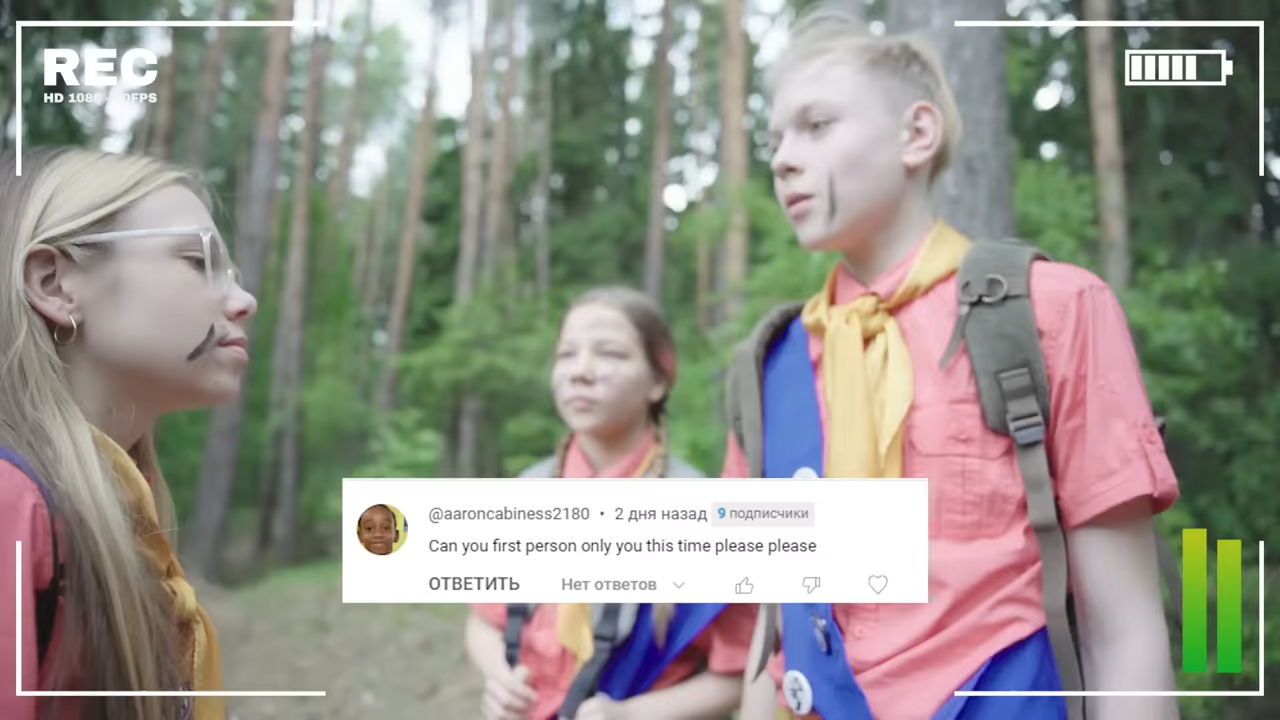 REC
@aaroncabiness2180 • 2 дня назад 9 подписчики
Can you first person only you this time please please
ОТВЕТИТЬ Нет ответов